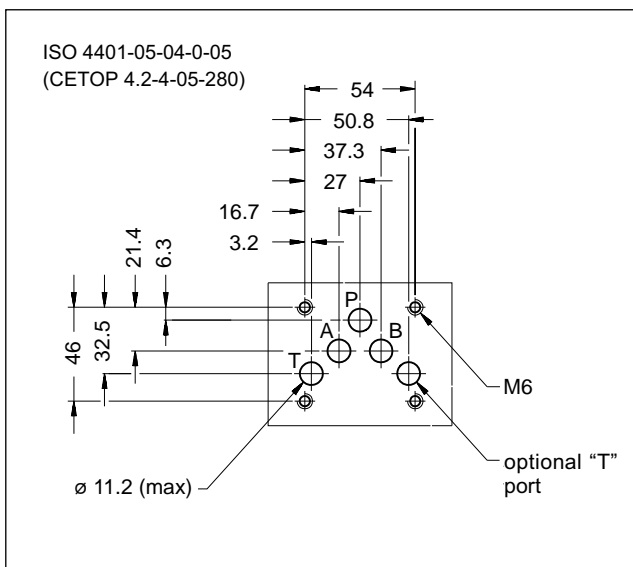 ISO 4401-05-04-0-05
(CETOP 4.2-4-05-280)
54
50.8
37.3
27
16.7
3.2
21.4
6.3
46
32.5
P
A
B
T
M6
ø 11.2 (max)
optional “T”
port